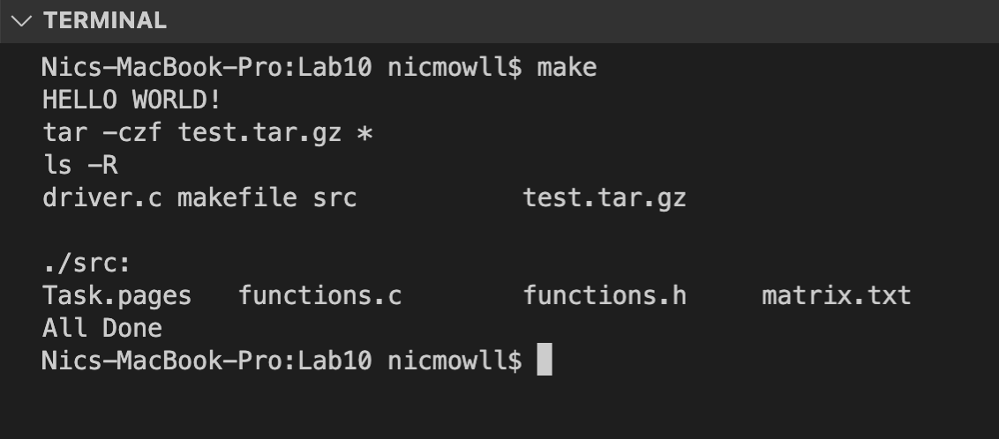 TERMINAL
Nics-MacBook-Pro:Lab10 nicmowll$ make
HELLO WORLD!
tar -czf test.tar.gz *
ls -R
driver.c makefile src test.tar.gz
./src:
Task.pages functions.c functions.h matrix.txt
All Done
Nics-MacBook-Pro:Lab10 nicmowll$